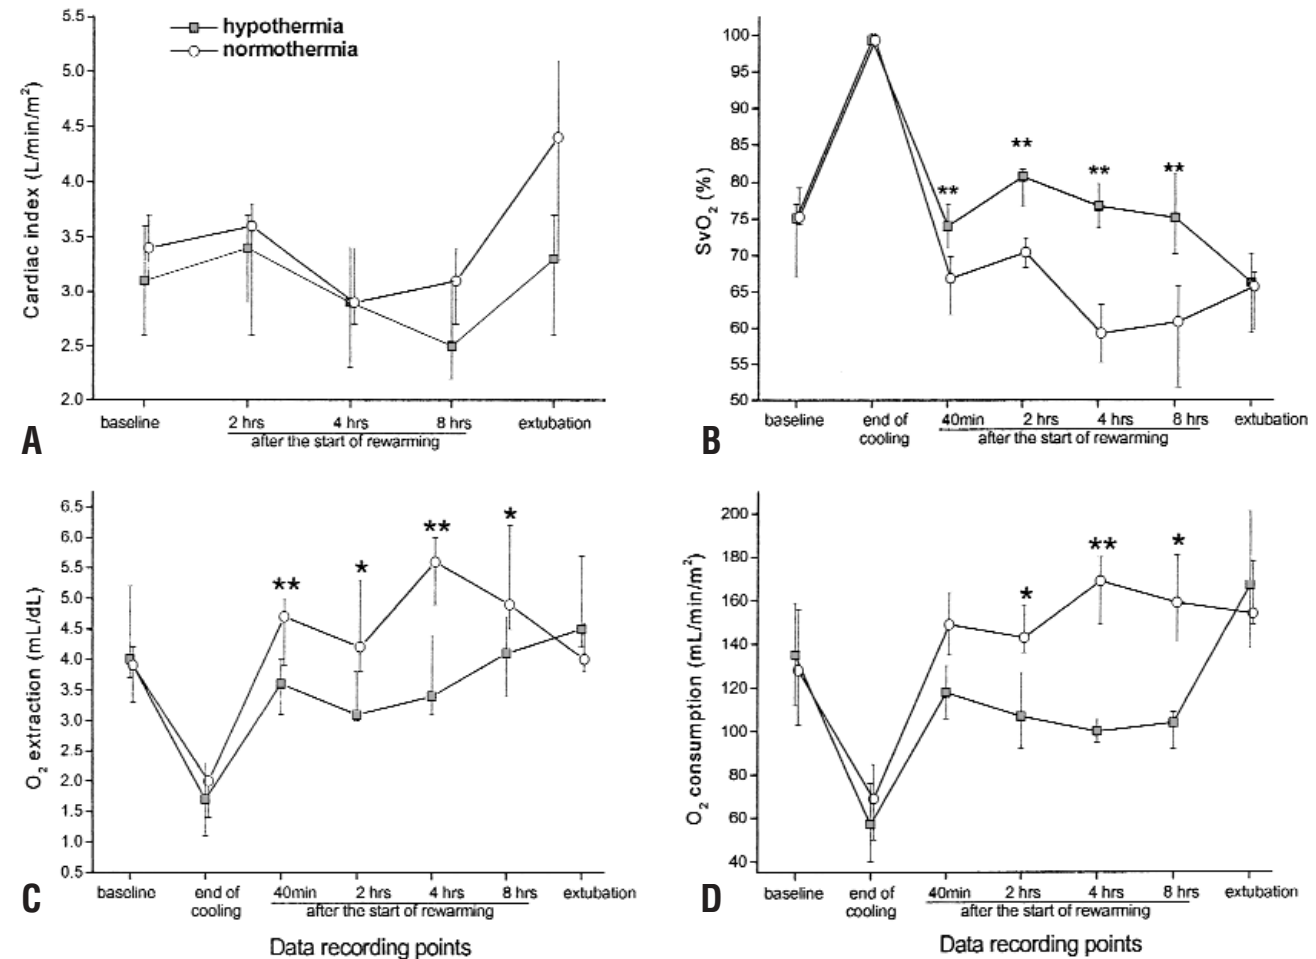 hypothermia
normothermia
Cardiac index (L/min/m²)
5.5
5.0
4.5
4.0
3.5
3.0
2.5
2.0
baseline
2 hrs
4 hrs
8 hrs
extubation
after the start of rewarming
A
SvO₂ (%)
100
95
90
85
80
75
70
65
60
55
50
**
**
**
**
baseline
end of
cooling
40min
2 hrs
4 hrs
8 hrs
extubation
after the start of rewarming
B
O₂ extraction (mL/dL)
6.5
6.0
5.5
5.0
4.5
4.0
3.5
3.0
2.5
2.0
1.5
1.0
0.5
**
*
**
*
baseline
end of
cooling
40min
2 hrs
4 hrs
8 hrs
extubation
after the start of rewarming
C
Data recording points
O₂ consumption (mL/min/m²)
200
180
160
140
120
100
80
60
40
*
**
*
baseline
end of
cooling
40min
2 hrs
4 hrs
8 hrs
extubation
after the start of rewarming
D
Data recording points